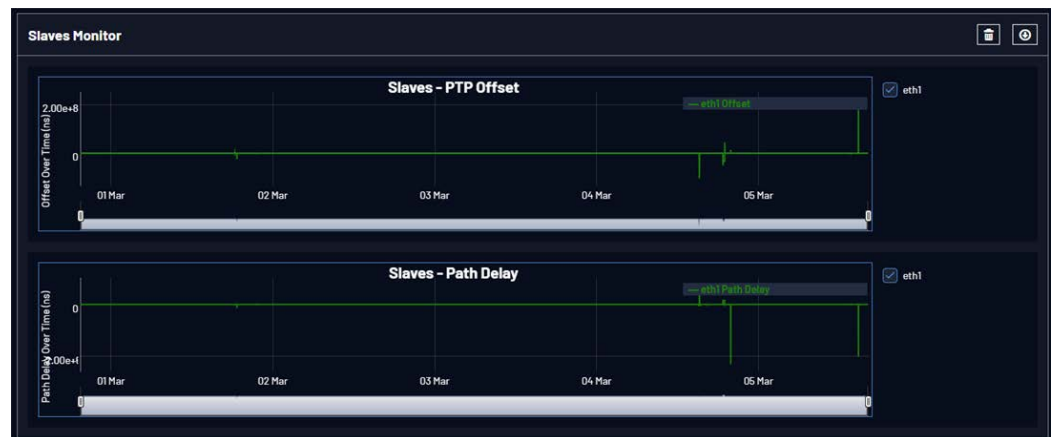 Slaves Monitor
Slaves - PTP Offset
eth1 Offset
eth1
2.00e+8
0
Offset Over Time (ns)
01 Mar 02 Mar 03 Mar 04 Mar 05 Mar
Slaves - Path Delay
eth1 Path Delay
eth1
0
Path Delay Over Time (ns)
01 Mar 02 Mar 03 Mar 04 Mar 05 Mar